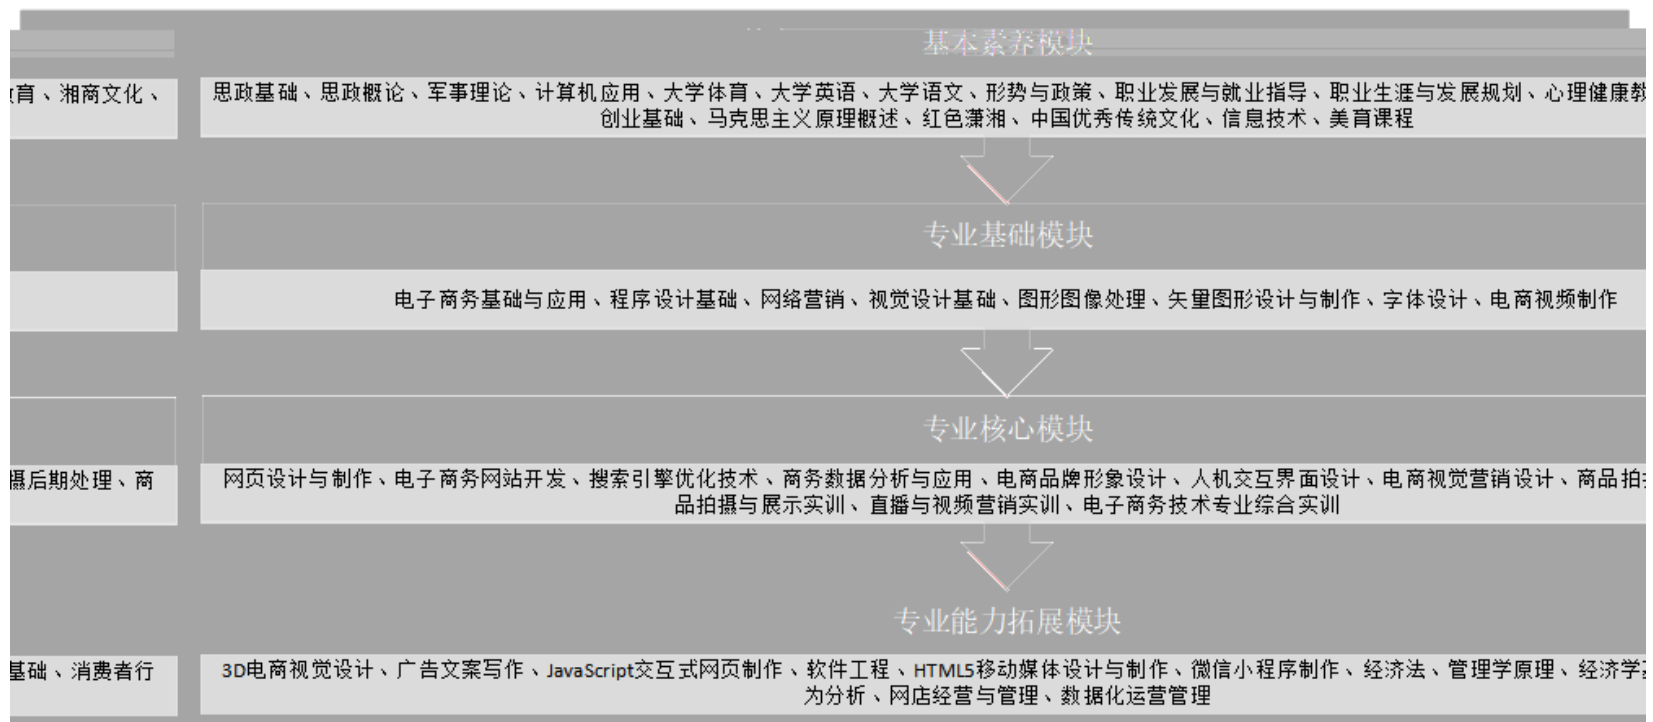 基本素养模块
育、湘商文化、
思政基础、思政概论、军事理论、计算机应用、大学体育、大学英语、大学语文、形势与政策、职业发展与就业指导、职业生涯与发展规划、心理健康教
创业基础、马克思主义原理概述、红色潇湘、中国优秀传统文化、信息技术、美育课程
专业基础模块
电子商务基础与应用、程序设计基础、网络营销、视觉设计基础、图形图像处理、矢量图形设计与制作、字体设计、电商视频制作
专业核心模块
摄后期处理、商
网页设计与制作、电子商务网站开发、搜索引擎优化技术、商务数据分析与应用、电商品牌形象设计、人机交互界面设计、电商视觉营销设计、商品拍
品拍摄与展示实训、直播与视频营销实训、电子商务技术专业综合实训
专业能力拓展模块
基础、消费者行
3D电商视觉设计、广告文案写作、JavaScript交互式网页制作、软件工程、HTML5移动媒体设计与制作、微信小程序制作、经济法、管理学原理、经济学
为分析、网店经营与管理、数据化运营管理